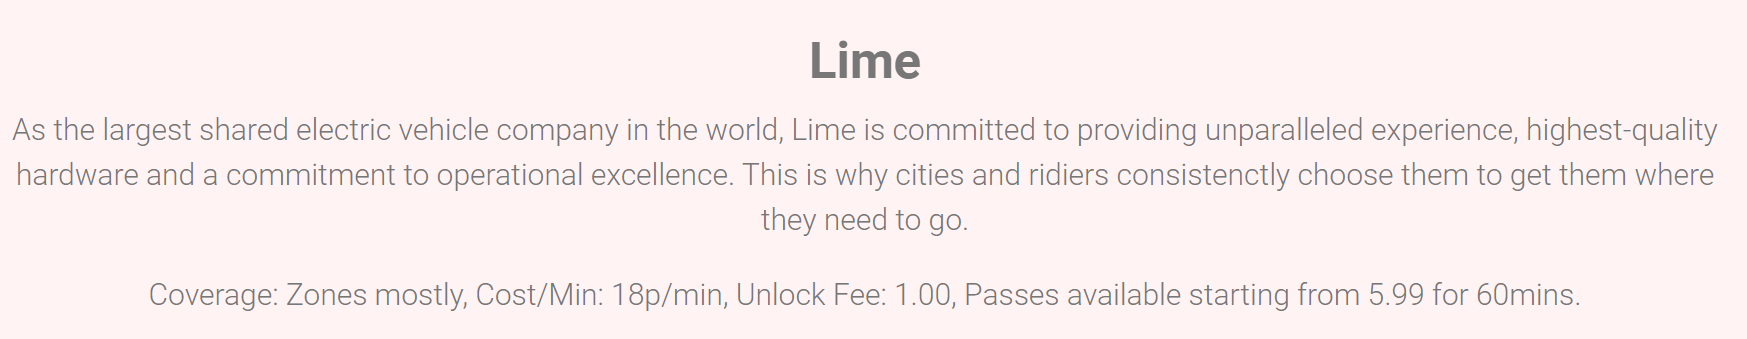 Lime
As the largest shared electric vehicle company in the world, Lime is committed to providing unparalleled experience, highest-quality
hardware and a commitment to operational excellence. This is why cities and ridiers consistenctly choose them to get them where
they need to go.
Coverage: Zones mostly, Cost/Min: 18p/min, Unlock Fee: 1.00, Passes available starting from 5.99 for 60mins.